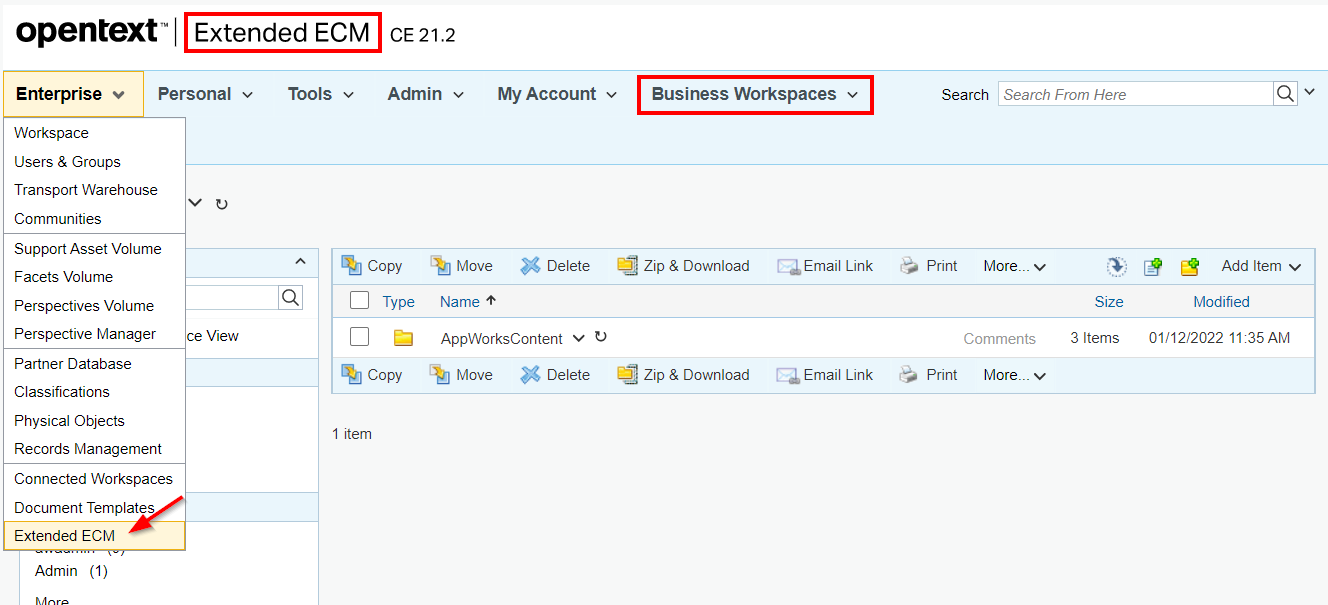 opentext™ | Extended ECM CE 21.2
Enterprise Personal Tools Admin My Account Business Workspaces Search Search From Here
Workspace
Users & Groups
Transport Warehouse
Communities
Support Asset Volume
Facets Volume
Perspectives Volume
Perspective Manager
Partner Database
Classifications
Physical Objects
Records Management
Connected Workspaces
Document Templates
Extended ECM
ce View
Admin (1)
More
Copy Move Delete Zip & Download Email Link Print More... Add Item
Type Name Size Modified
AppWorksContent Comments 3 Items 01/12/2022 11:35 AM
Copy Move Delete Zip & Download Email Link Print More...
1 item